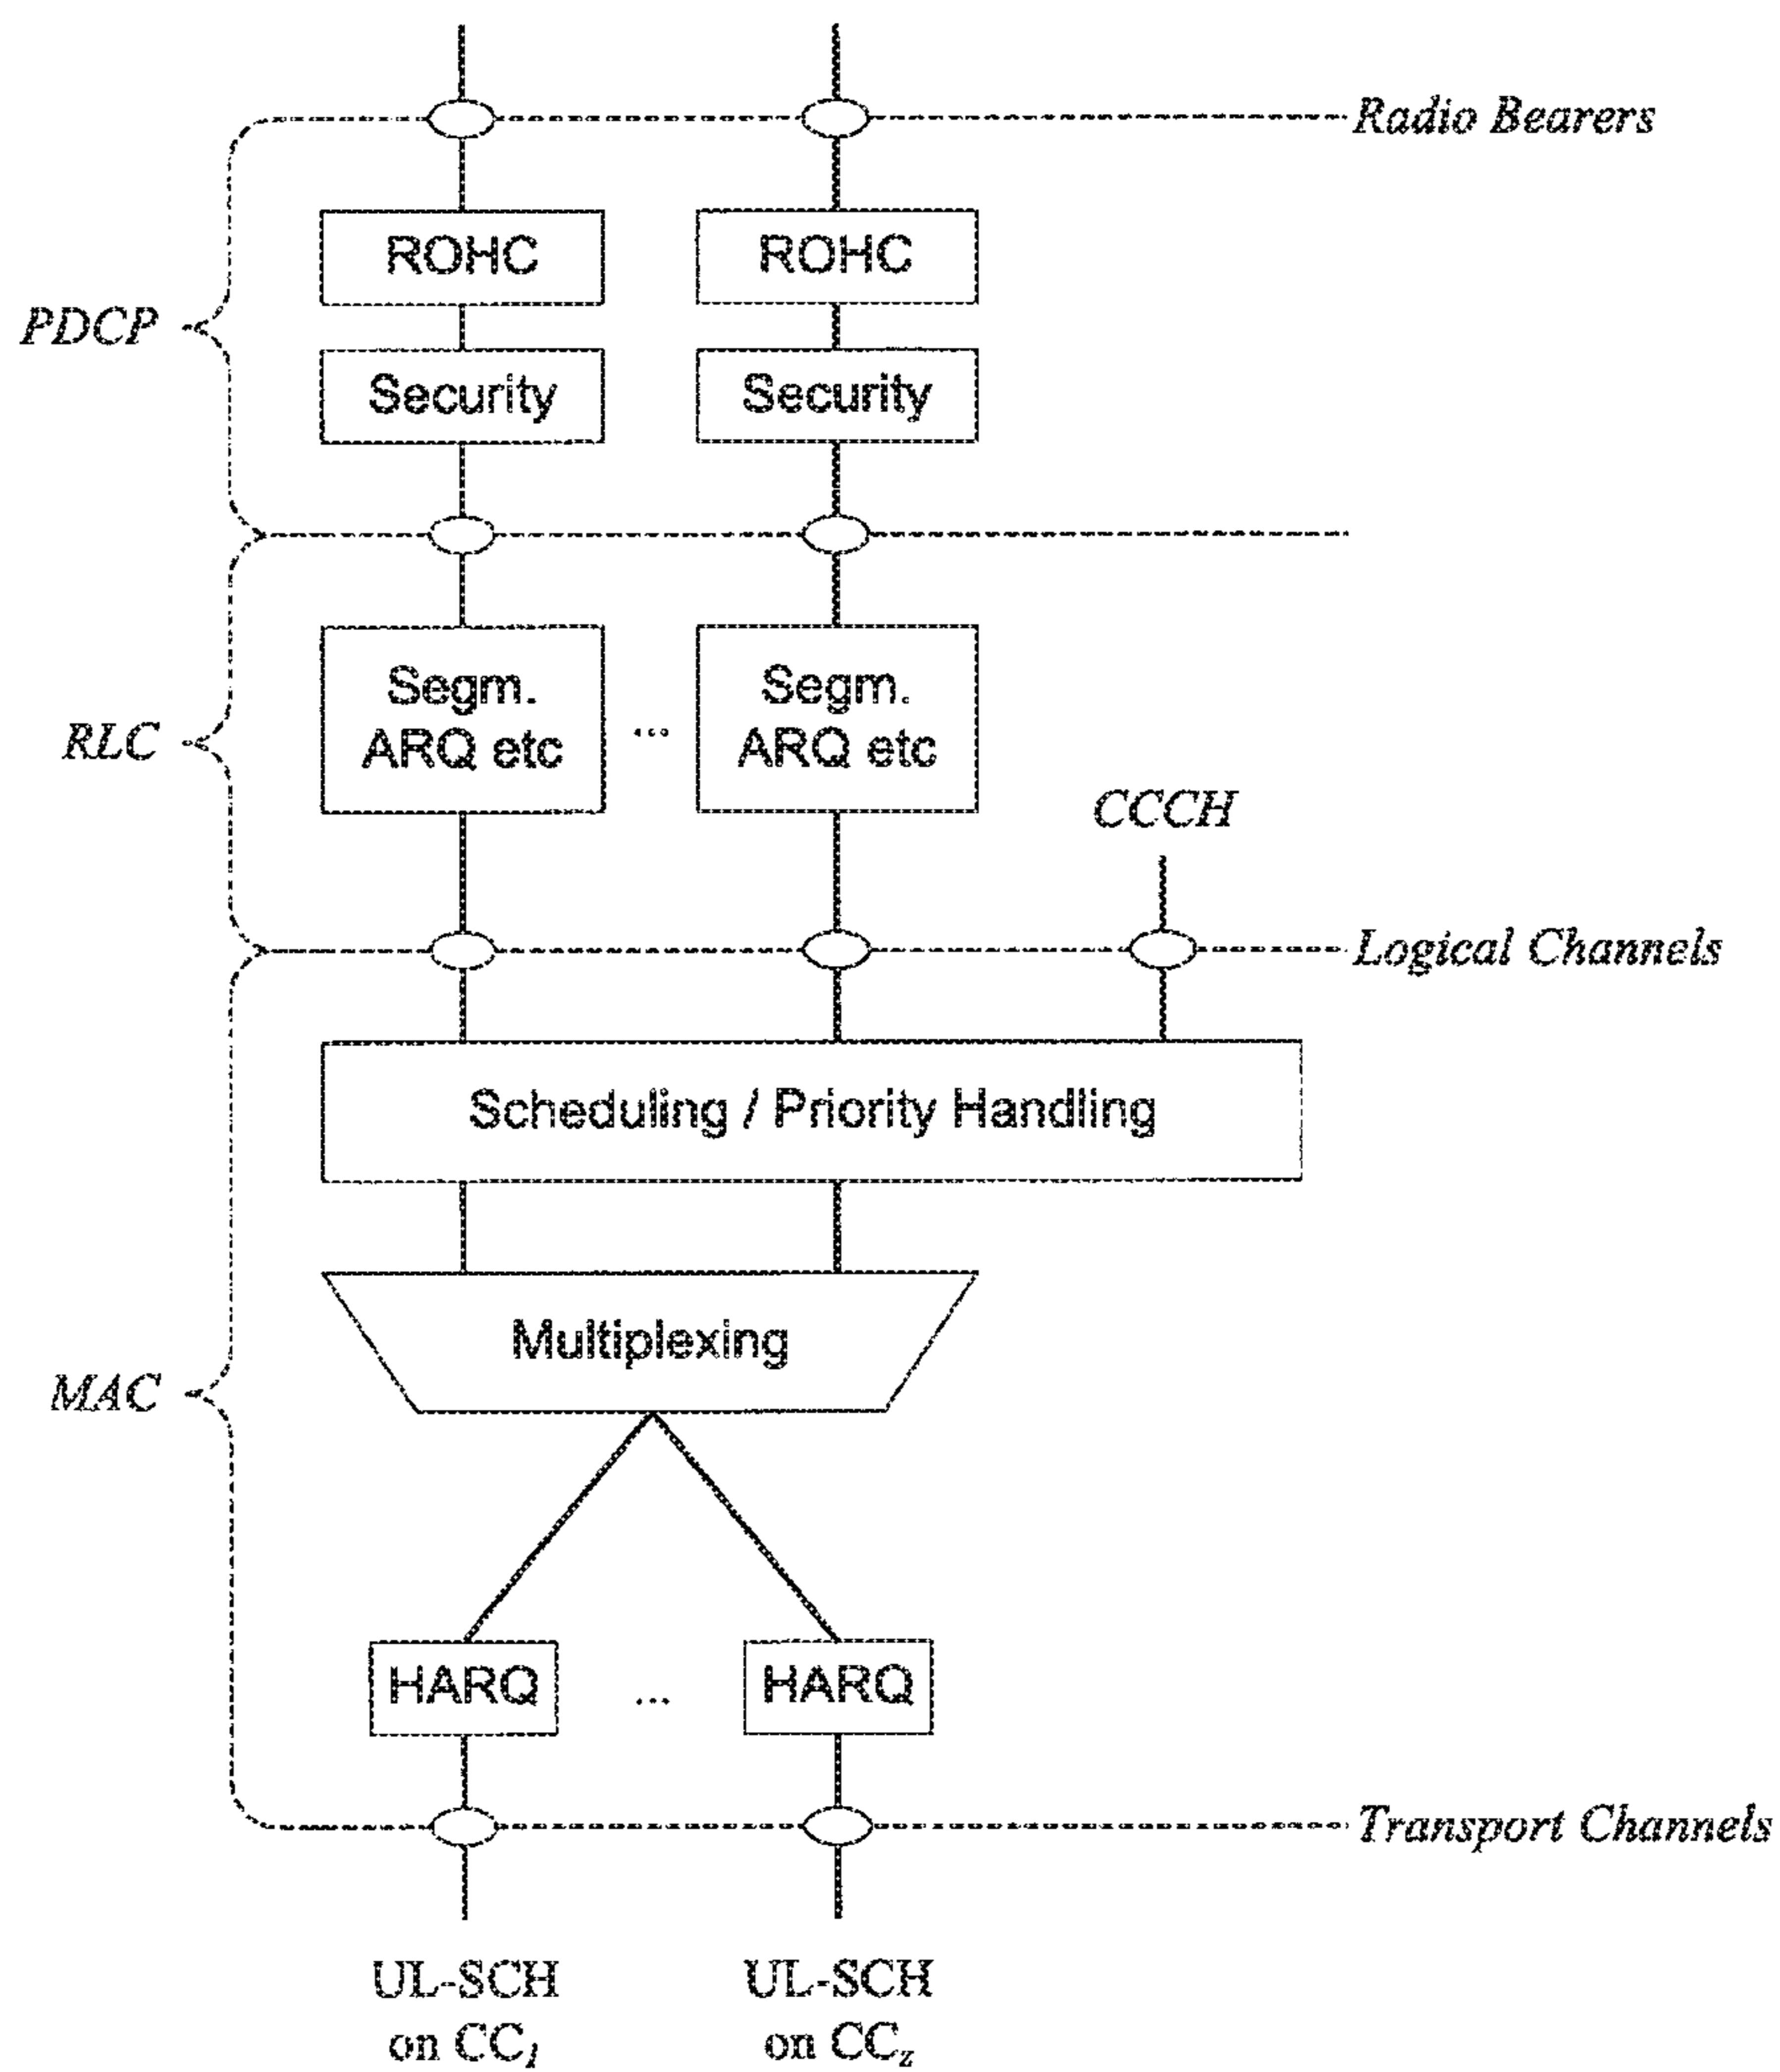 Radio Bearers
ROHC
ROHC
PDCP
Security
Security
Segm.
ARQ etc
...
Segm.
ARQ etc
RLC
CCCH
Logical Channels
Scheduling / Priority Handling
Multiplexing
MAC
HARQ
...
HARQ
Transport Channels
UL-SCH
on CC₁
UL-SCH
on CC_z